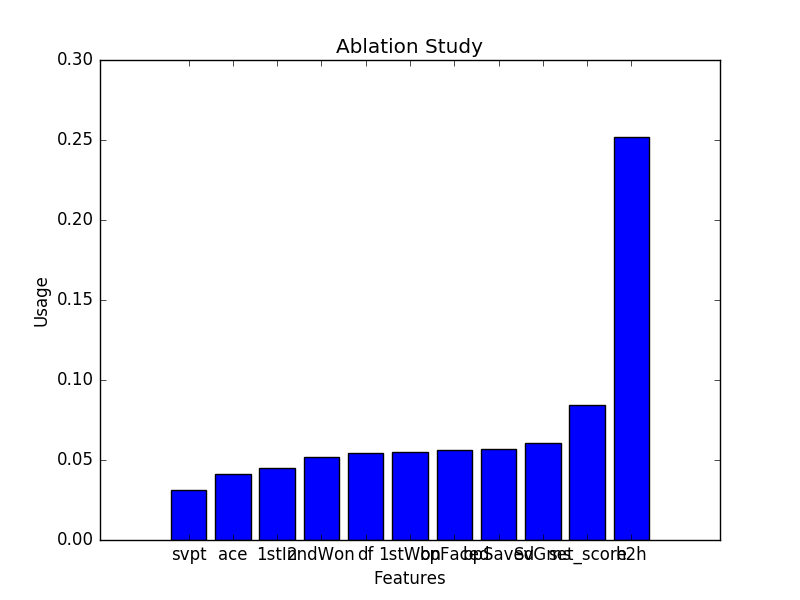 Ablation Study
0.30
0.25
0.20
0.15
0.10
0.05
0.00
Usage
svpt ace 1stIn 2ndWon df 1stWon bpFaced bpSaved SvGms set_score h2h
Features